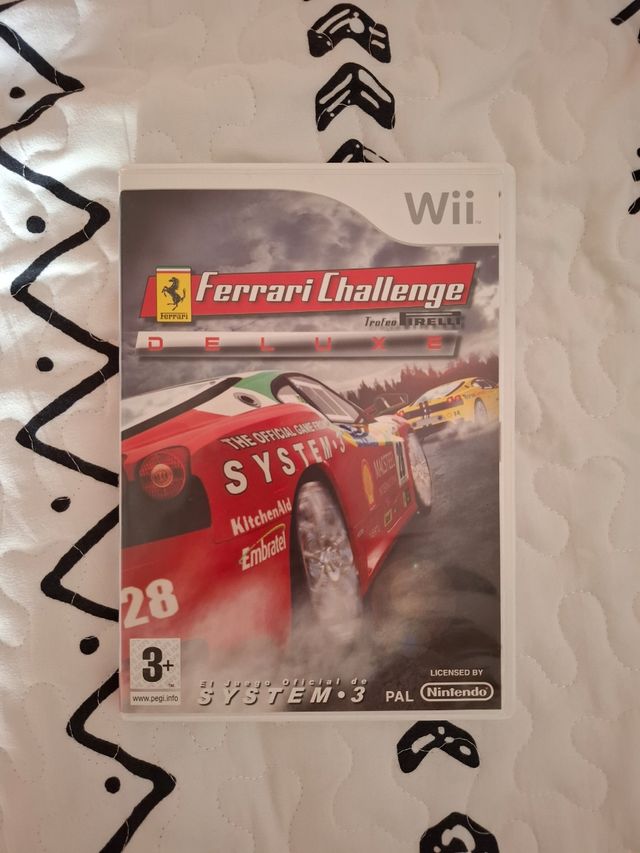 Wii
Ferrari
Ferrari Challenge
Trofeo PIRELLI
DELUXE
THE OFFICIAL GAME FROM
SYSTEM·3
KitchenAid
Embratel
28
3+
www.pegi.info
El Juego Oficial de
SYSTEM·3
PAL
LICENSED BY
Nintendo